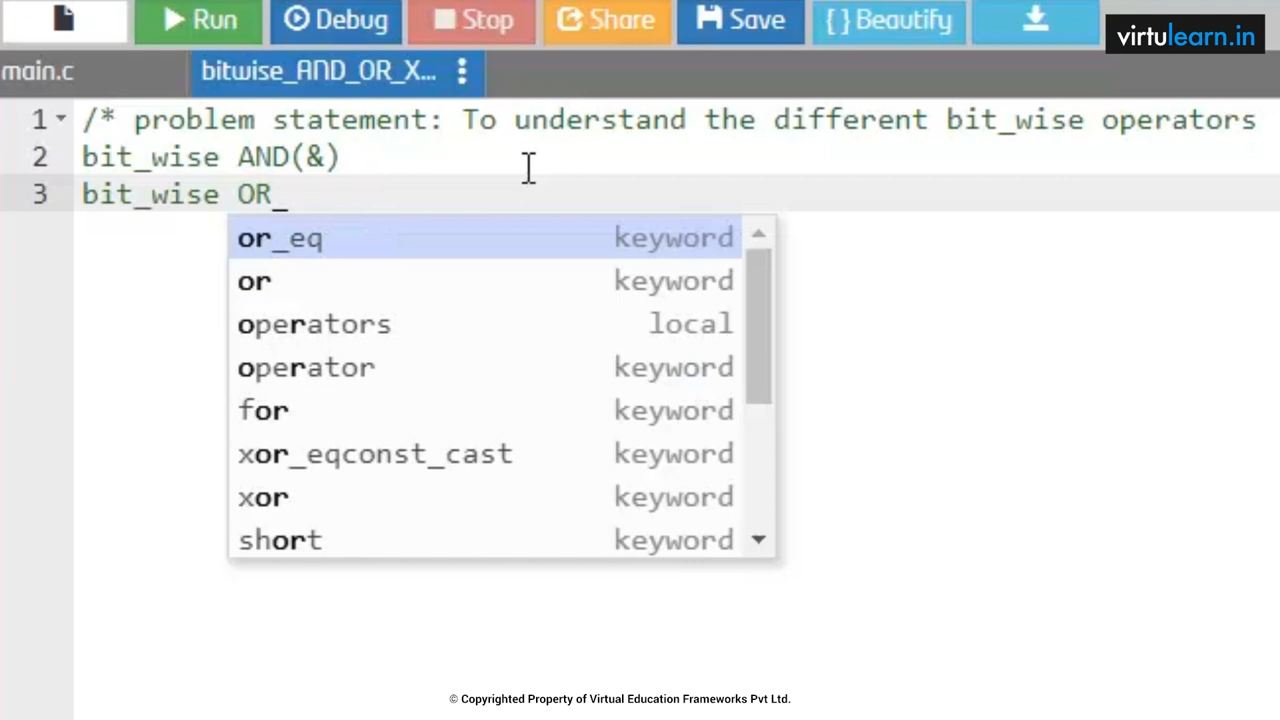 Run Debug Stop Share Save { } Beautify
virtulearn.in
main.c bitwise_AND_OR_X...
1 /* problem statement: To understand the different bit_wise operators
2 bit_wise AND(&)
3 bit_wise OR_
or_eq keyword
or keyword
operators local
operator keyword
for keyword
xor_eqconst_cast keyword
xor keyword
short keyword
© Copyrighted Property of Virtual Education Frameworks Pvt Ltd.